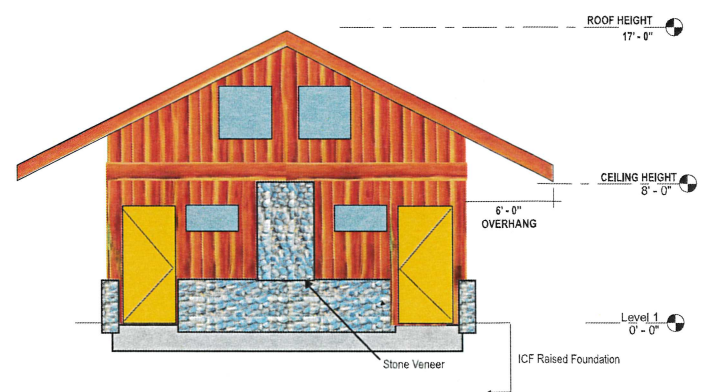 ROOF HEIGHT
17' - 0"
CEILING HEIGHT
8' - 0"
6' - 0"
OVERHANG
Level 1
0' - 0"
Stone Veneer
ICF Raised Foundation